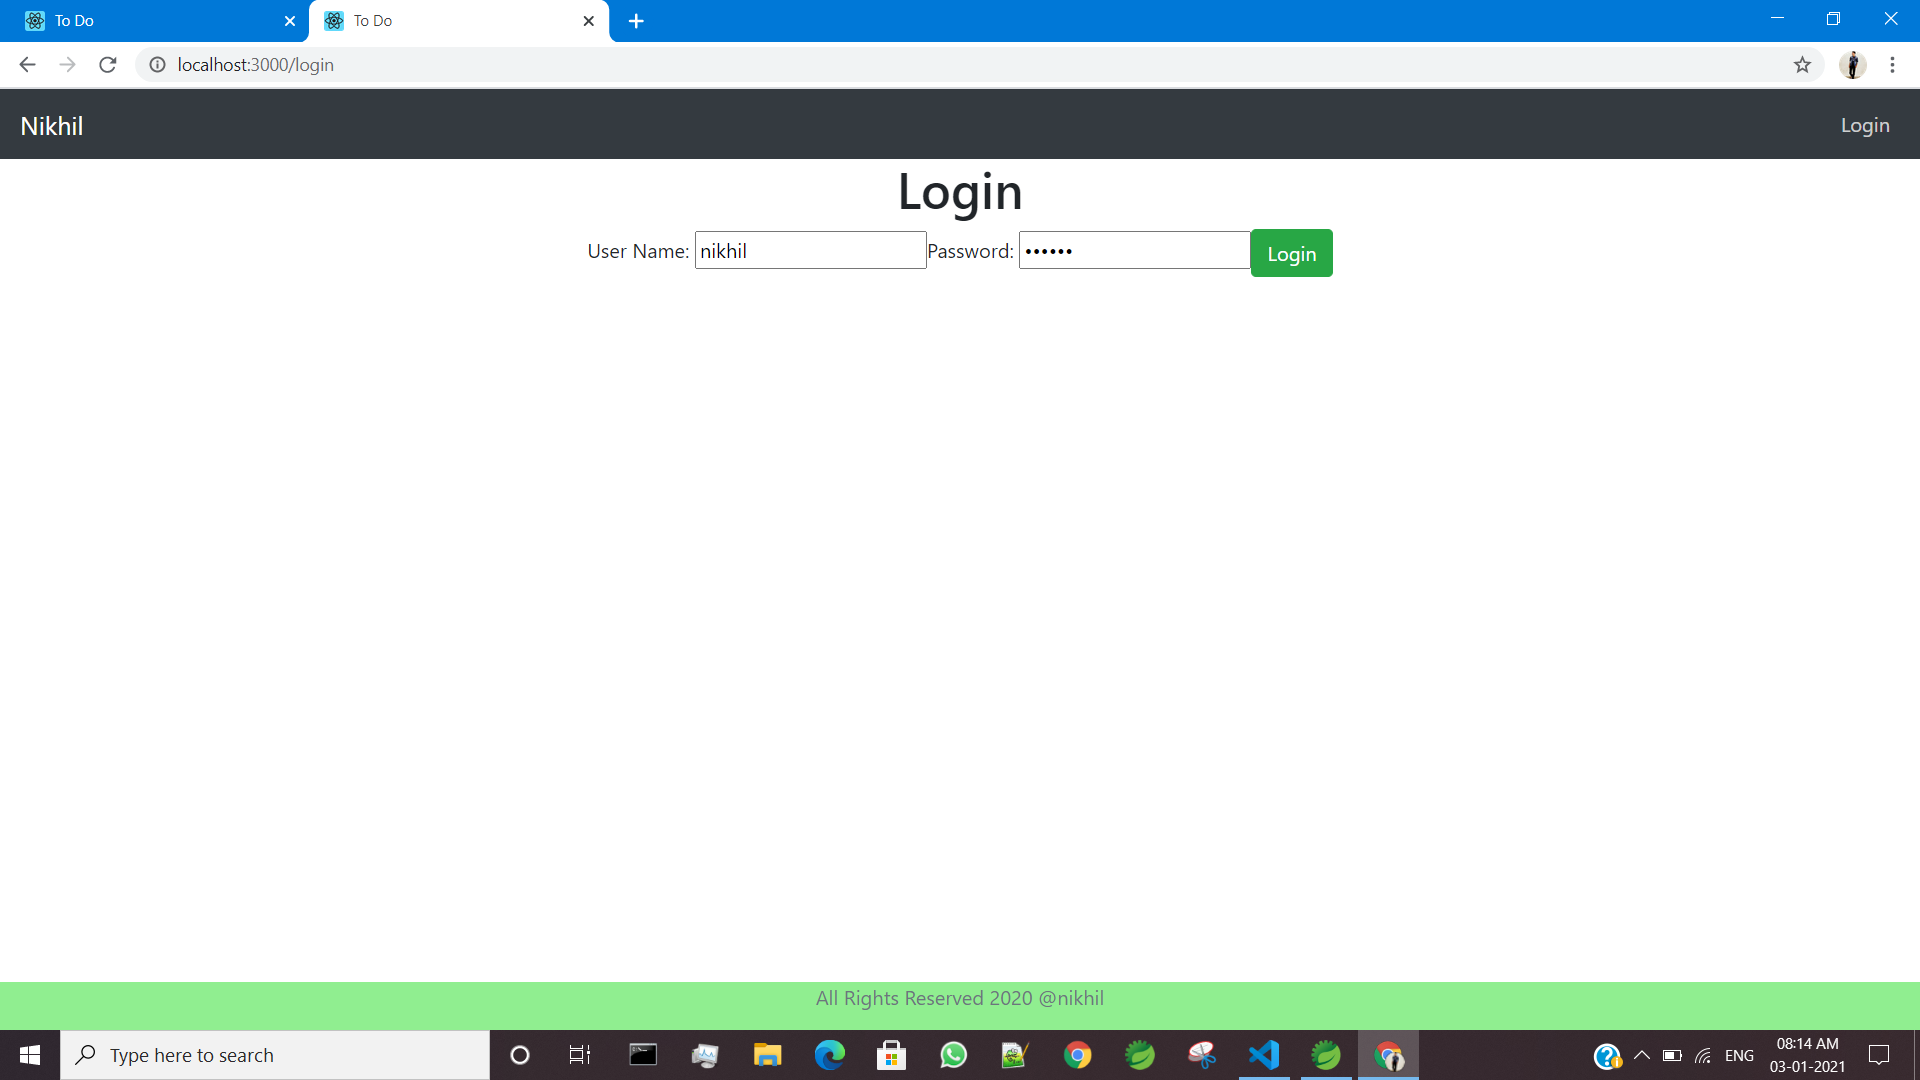 To Do
To Do
localhost:3000/login
Nikhil
Login
Login
User Name: nikhil Password: •••••• Login
All Rights Reserved 2020 @nikhil
Type here to search
ENG
08:14 AM
03-01-2021